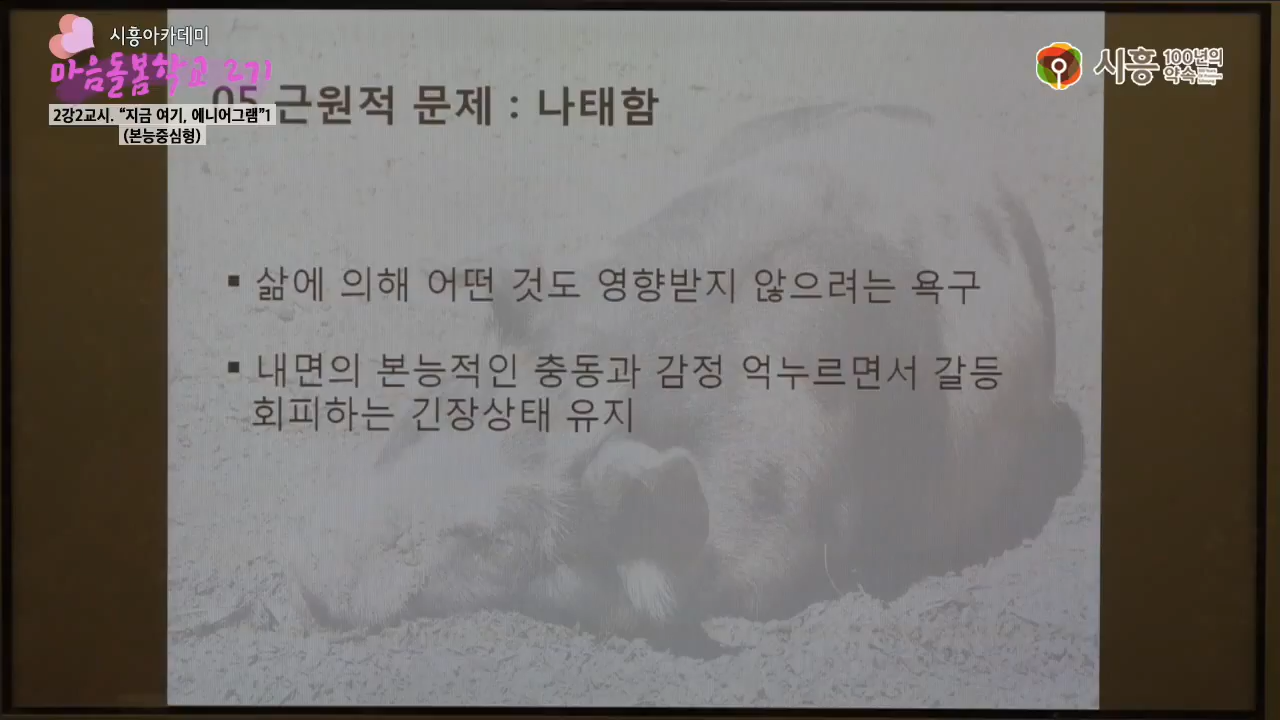 시흥아카데미
마음돌봄학교 2기
2강2교시. “지금 여기, 애니어그램”1
(본능중심형)
시흥 100년의
약속
05 근원적 문제 : 나태함
▪ 삶에 의해 어떤 것도 영향받지 않으려는 욕구
▪ 내면의 본능적인 충동과 감정 억누르면서 갈등
회피하는 긴장상태 유지